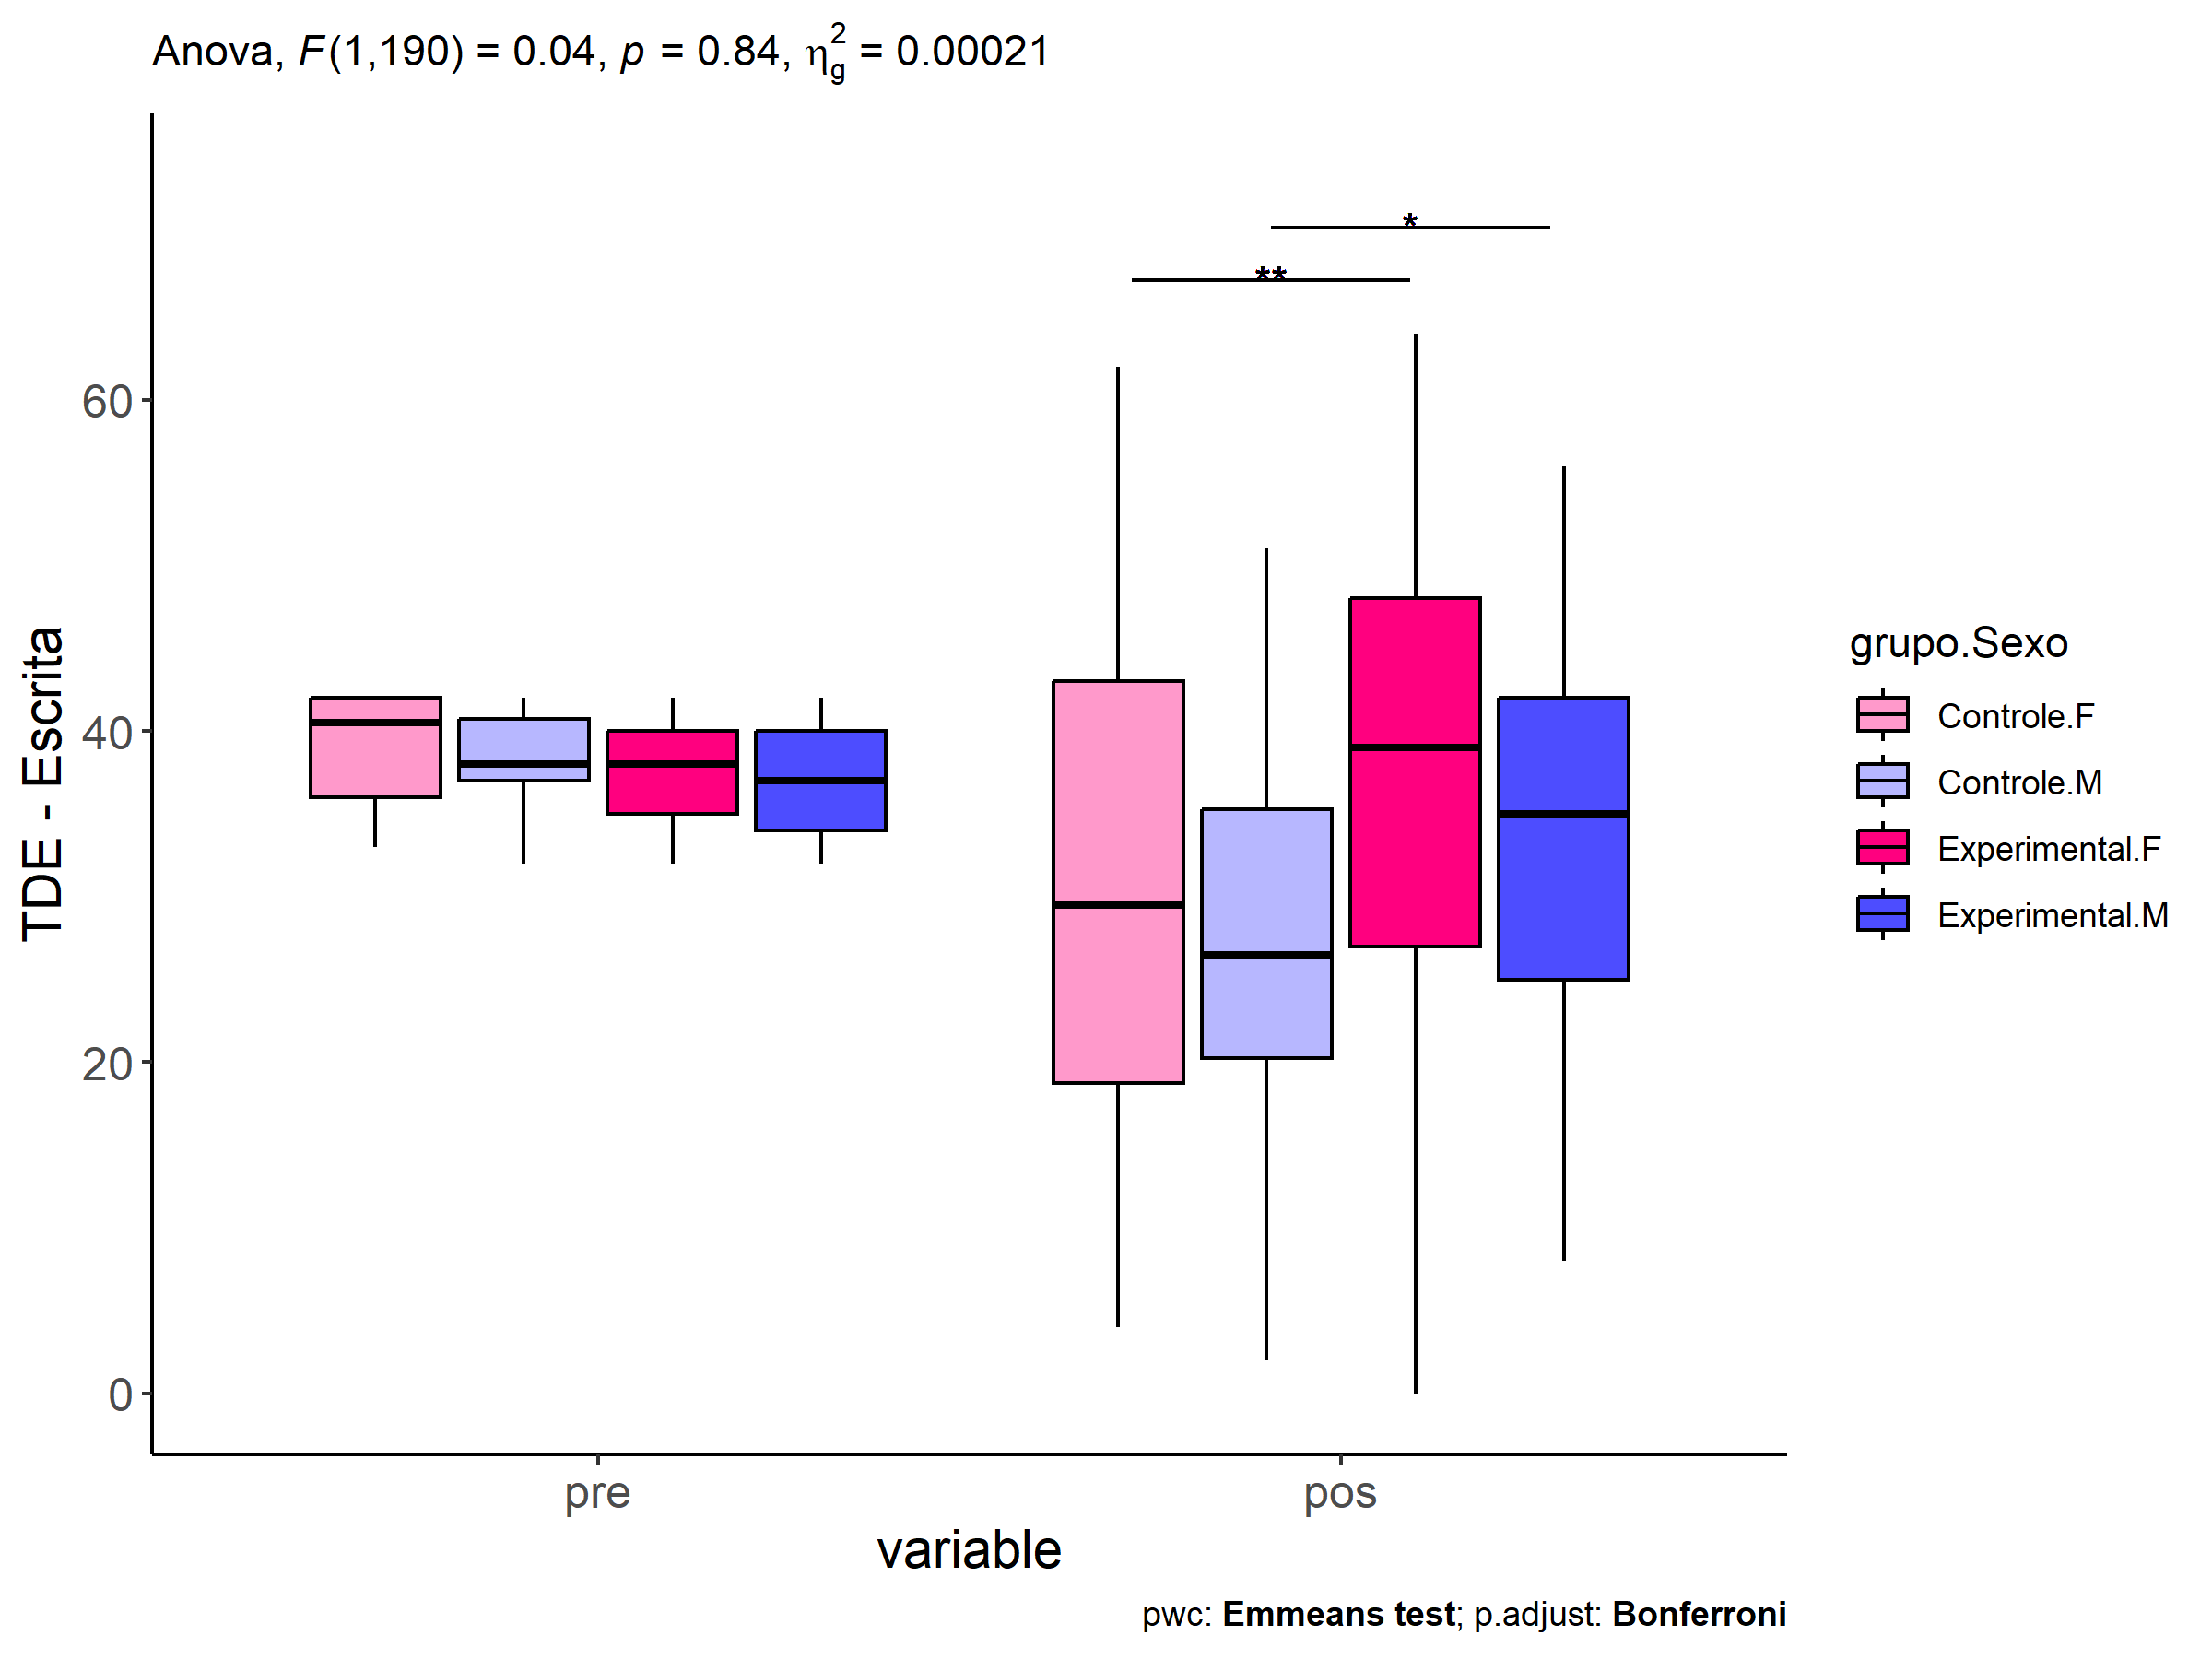 Anova, F(1,190) = 0.04, p = 0.84, η²g = 0.00021
*
**
60
40
20
0
TDE - Escrita
pre
pos
variable
grupo.Sexo
Controle.F
Controle.M
Experimental.F
Experimental.M
pwc: Emmeans test; p.adjust: Bonferroni